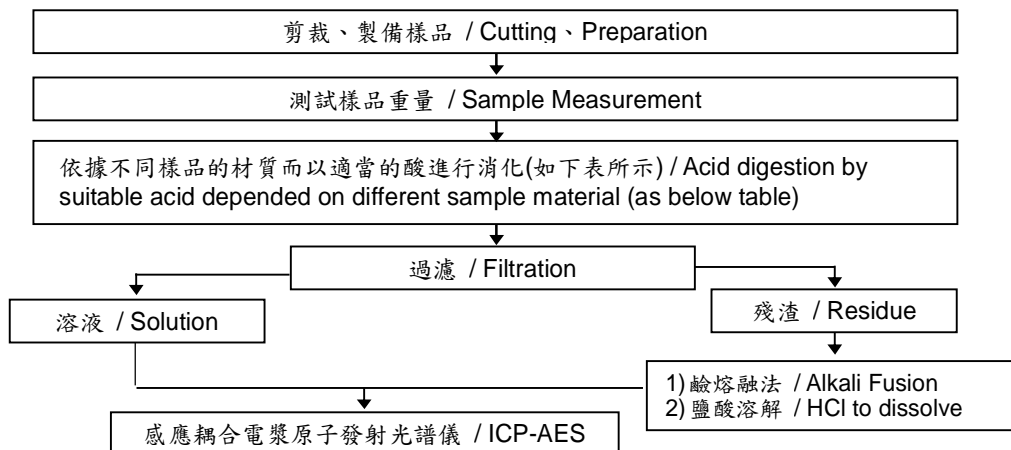 剪裁、製備樣品 / Cutting、Preparation
測試樣品重量 / Sample Measurement
依據不同樣品的材質而以適當的酸進行消化(如下表所示) / Acid digestion by
suitable acid depended on different sample material (as below table)
過濾 / Filtration
溶液 / Solution
殘渣 / Residue
1) 鹼熔融法 / Alkali Fusion
2) 鹽酸溶解 / HCl to dissolve
感應耦合電漿原子發射光譜儀 / ICP-AES